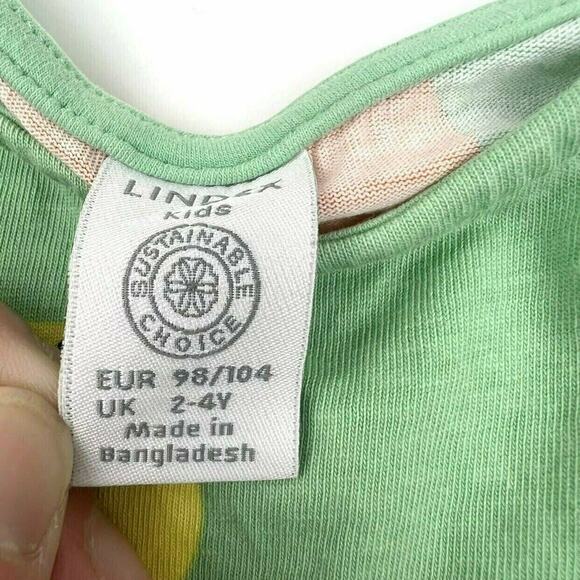 LINDEX
Kids
SUSTAINABLE
CHOICE
EUR 98/104
UK 2-4Y
Made in
Bangladesh